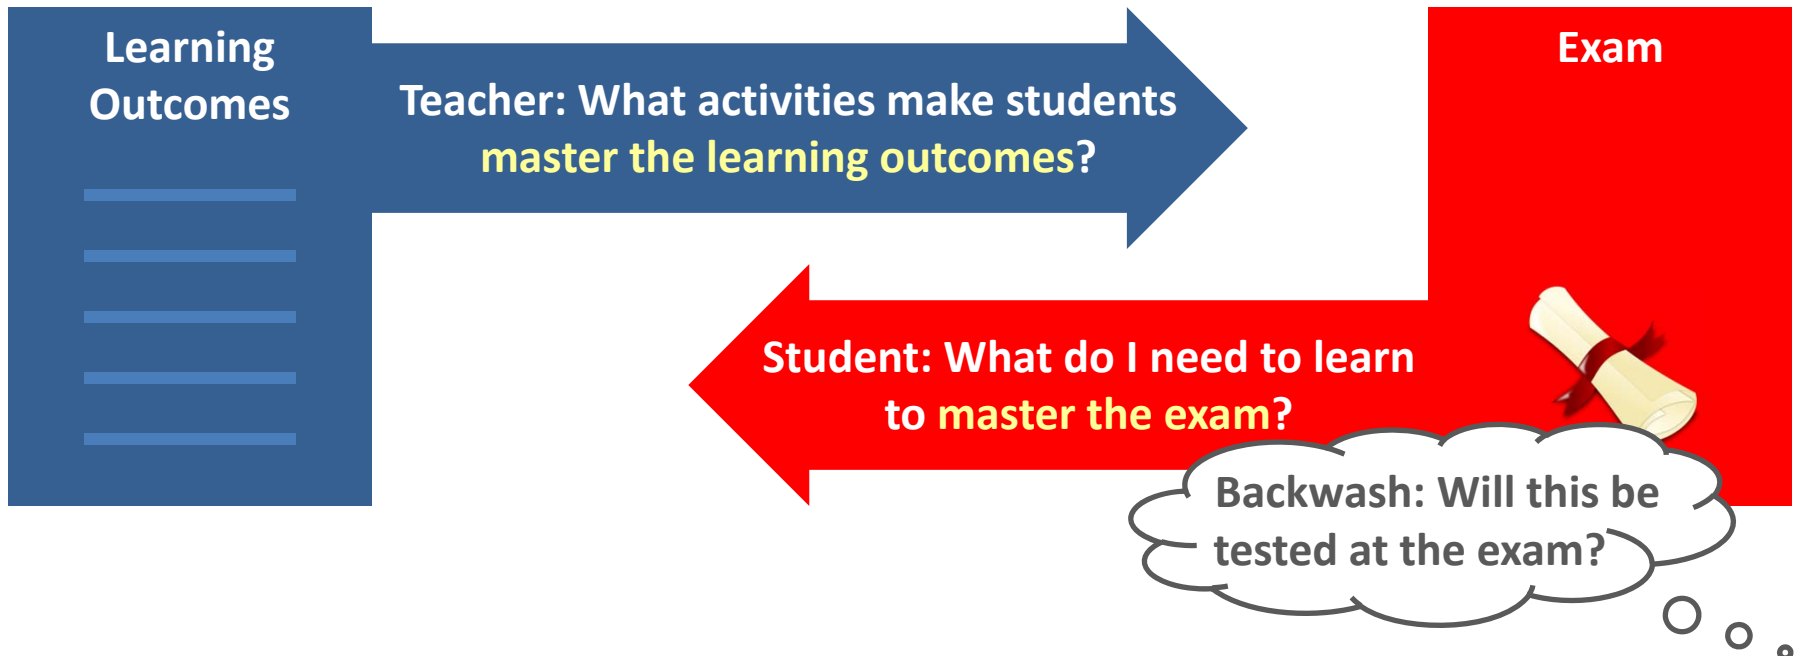 Learning
Outcomes
Teacher: What activities make students
master the learning outcomes?
Exam
Student: What do I need to learn
to master the exam?
Backwash: Will this be
tested at the exam?